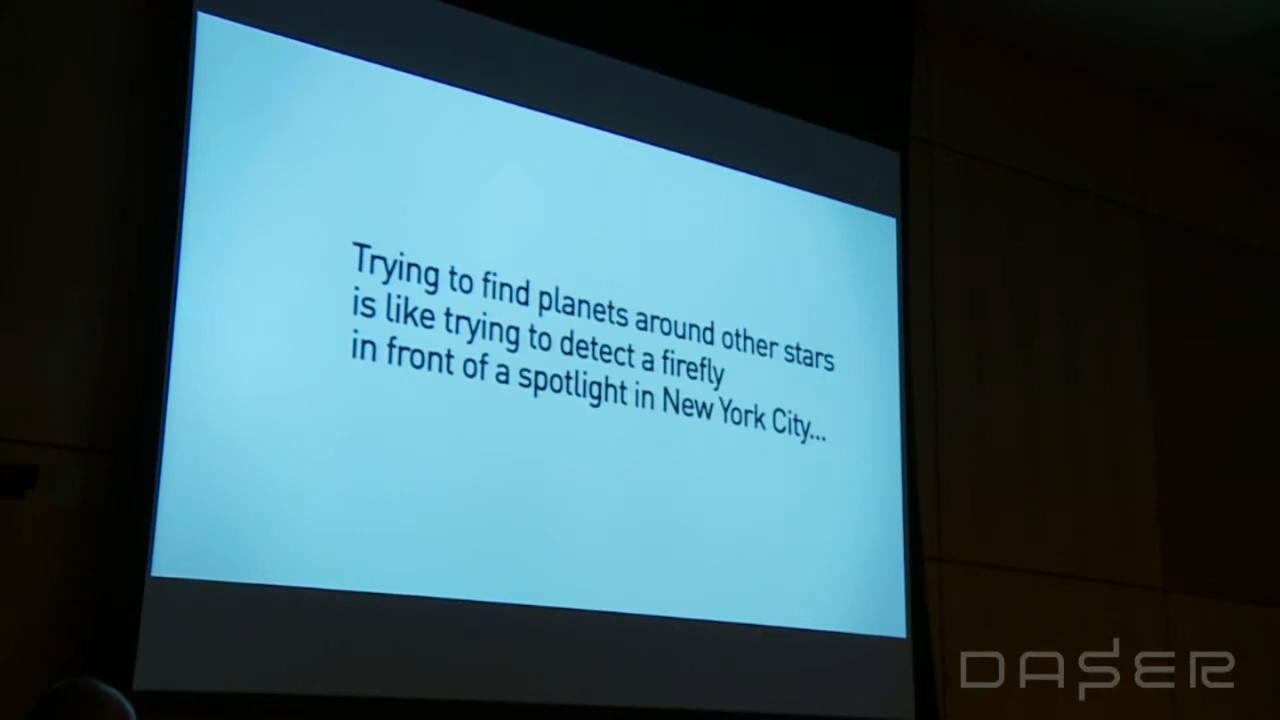 Trying to find planets around other stars
is like trying to detect a firefly
in front of a spotlight in New York City...
DASER